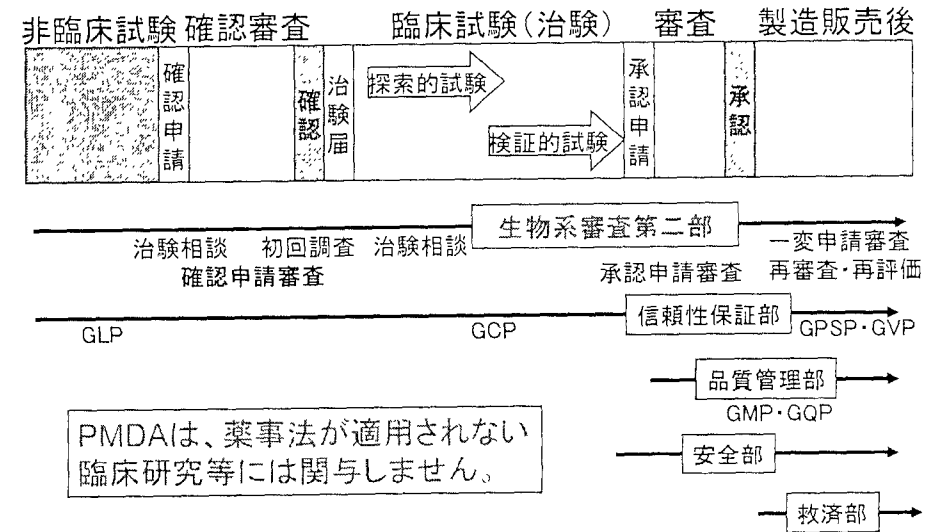 非臨床試験 確認審査 臨床試験(治験) 審査 製造販売後
確認申請
確認
治験届
探索的試験
検証的試験
承認申請
承認
生物系審査第二部
治験相談 初回調査 治験相談
確認申請審査
承認申請審査
一変申請審査
再審査・再評価
信頼性保証部
GLP GCP GPSP・GVP
品質管理部
GMP・GQP
PMDAは、薬事法が適用されない
臨床研究等には関与しません。
安全部
救済部